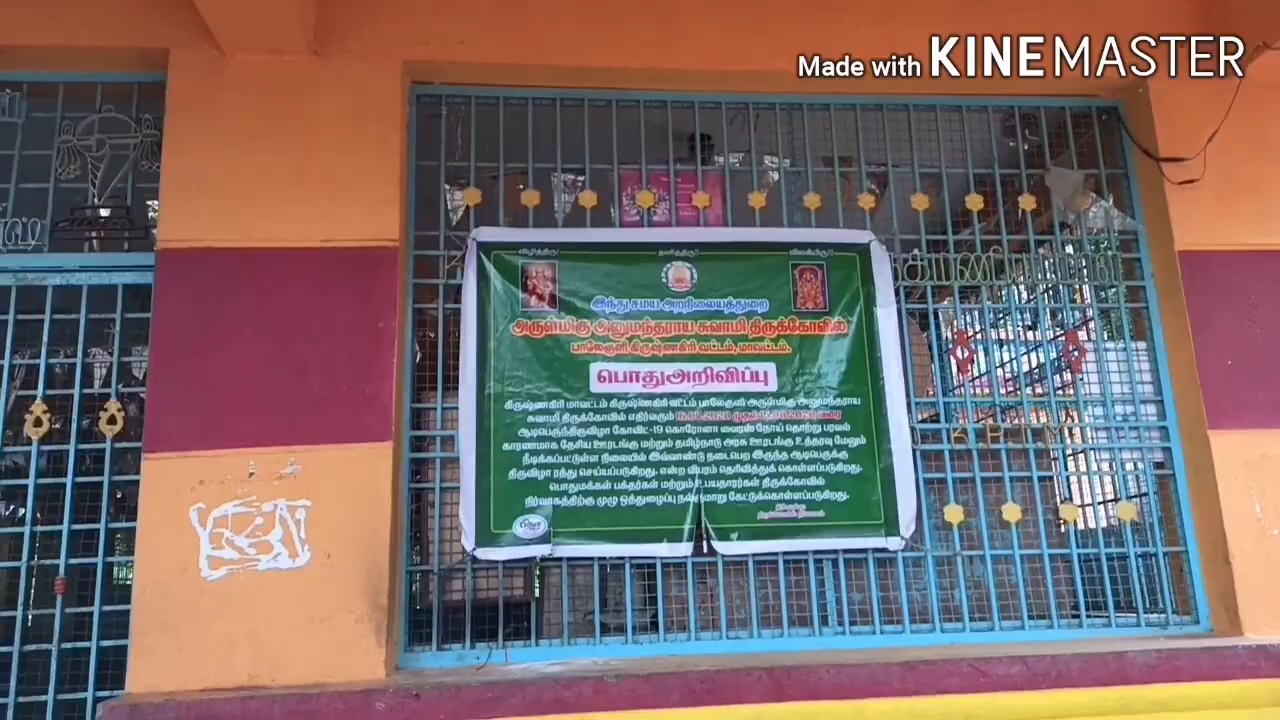 Made with KINEMASTER
விழித்திரு! தனித்திரு!! விலகியிரு!!!
இந்து சமய அறநிலையத்துறை
அருள்மிகு அனுமந்தராய சுவாமி திருக்கோவில்
பாலேகுளி கிருஷ்ணகிரி வட்டம், மாவட்டம்.
பொதுஅறிவிப்பு
கிருஷ்ணகிரி மாவட்டம் கிருஷ்ணகிரி வட்டம் பாலேகுளி அருள்மிகு அனுமந்தராய
சுவாமி திருக்கோவில் எதிர்வரும்
ஆடிபெருந்திருவிழா கோவிட்-19 கொரோனா வைரஸ் நோய் தொற்று பரவல்
காரணமாக தேசிய ஊரடங்கு மற்றும் தமிழ்நாடு அரசு ஊரடங்கு உத்தரவு மேலும்
நீடிக்கப்பட்டுள்ள நிலையில் இவ்வாண்டு நடைபெற இருந்த ஆடிபெருக்கு
திருவிழா ரத்து செய்யப்படுகிறது. என்ற விபரம் தெரிவித்துக் கொள்ளப்படுகிறது.
பொதுமக்கள் பக்தர்கள் மற்றும் உபயதாரர்கள் திருக்கோவில்
நிர்வாகத்திற்கு முழு ஒத்துழைப்பு நல்குமாறு கேட்டுக்கொள்ளப்படுகிறது.